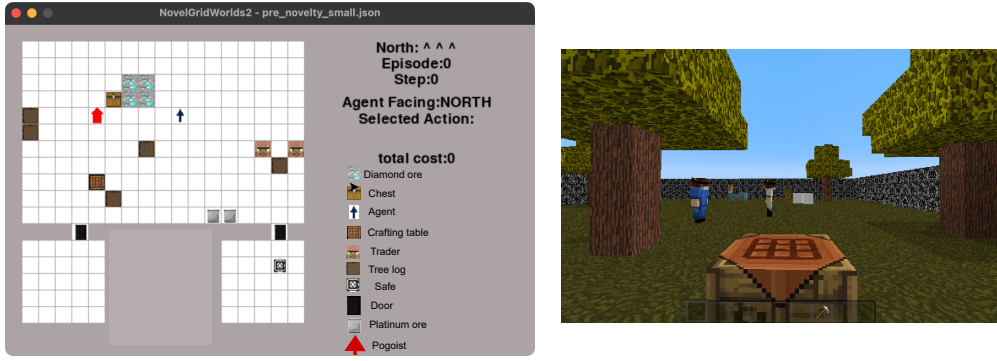 NovelGridWorlds2 - pre_novelty_small.json
North: ^ ^ ^
Episode:0
Step:0
Agent Facing:NORTH
Selected Action:
total cost:0
Diamond ore
Chest
Agent
Crafting table
Trader
Tree log
Safe
Door
Platinum ore
Pogoist